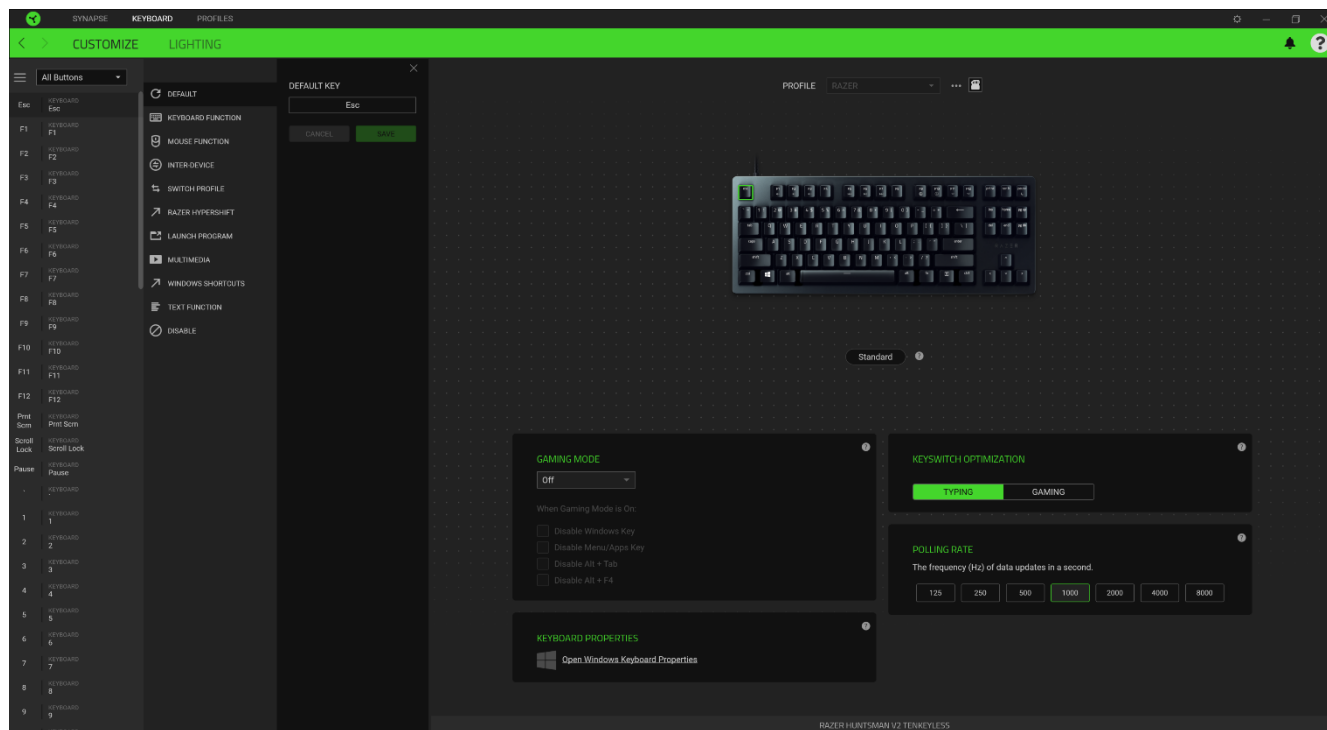 SYNAPSE KEYBOARD PROFILES
CUSTOMIZE LIGHTING
All Buttons
Esc KEYBOARD Esc
F1 KEYBOARD F1
F2 KEYBOARD F2
F3 KEYBOARD F3
F4 KEYBOARD F4
F5 KEYBOARD F5
F6 KEYBOARD F6
F7 KEYBOARD F7
F8 KEYBOARD F8
F9 KEYBOARD F9
F10 KEYBOARD F10
F11 KEYBOARD F11
F12 KEYBOARD F12
Prnt Scrn KEYBOARD Prnt Scrn
Scroll Lock KEYBOARD Scroll Lock
Pause KEYBOARD Pause
KEYBOARD
1 KEYBOARD 1
2 KEYBOARD 2
3 KEYBOARD 3
4 KEYBOARD 4
5 KEYBOARD 5
6 KEYBOARD 6
7 KEYBOARD 7
8 KEYBOARD 8
9 KEYBOARD 9
DEFAULT
KEYBOARD FUNCTION
MOUSE FUNCTION
INTER-DEVICE
SWITCH PROFILE
RAZER HYPERSHIFT
LAUNCH PROGRAM
MULTIMEDIA
WINDOWS SHORTCUTS
TEXT FUNCTION
DISABLE
DEFAULT KEY
Esc
CANCEL SAVE
PROFILE RAZER
Standard
GAMING MODE
Off
When Gaming Mode is On:
Disable Windows Key
Disable Menu/Apps Key
Disable Alt + Tab
Disable Alt + F4
KEYBOARD PROPERTIES
Open Windows Keyboard Properties
KEYSWITCH OPTIMIZATION
TYPING GAMING
POLLING RATE
The frequency (Hz) of data updates in a second.
125 250 500 1000 2000 4000 8000
RAZER HUNTSMAN V2 TENKEYLESS